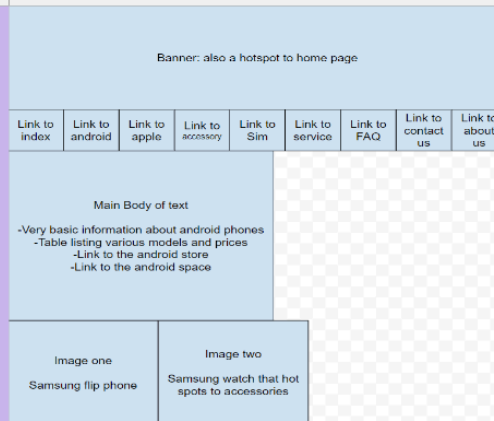 Banner: also a hotspot to home page
Link to index
Link to android
Link to apple
Link to accessory
Link to Sim
Link to service
Link to FAQ
Link to contact us
Link to about us
Main Body of text
-Very basic information about android phones
-Table listing various models and prices
-Link to the android store
-Link to the android space
Image one
Samsung flip phone
Image two
Samsung watch that hot
spots to accessories